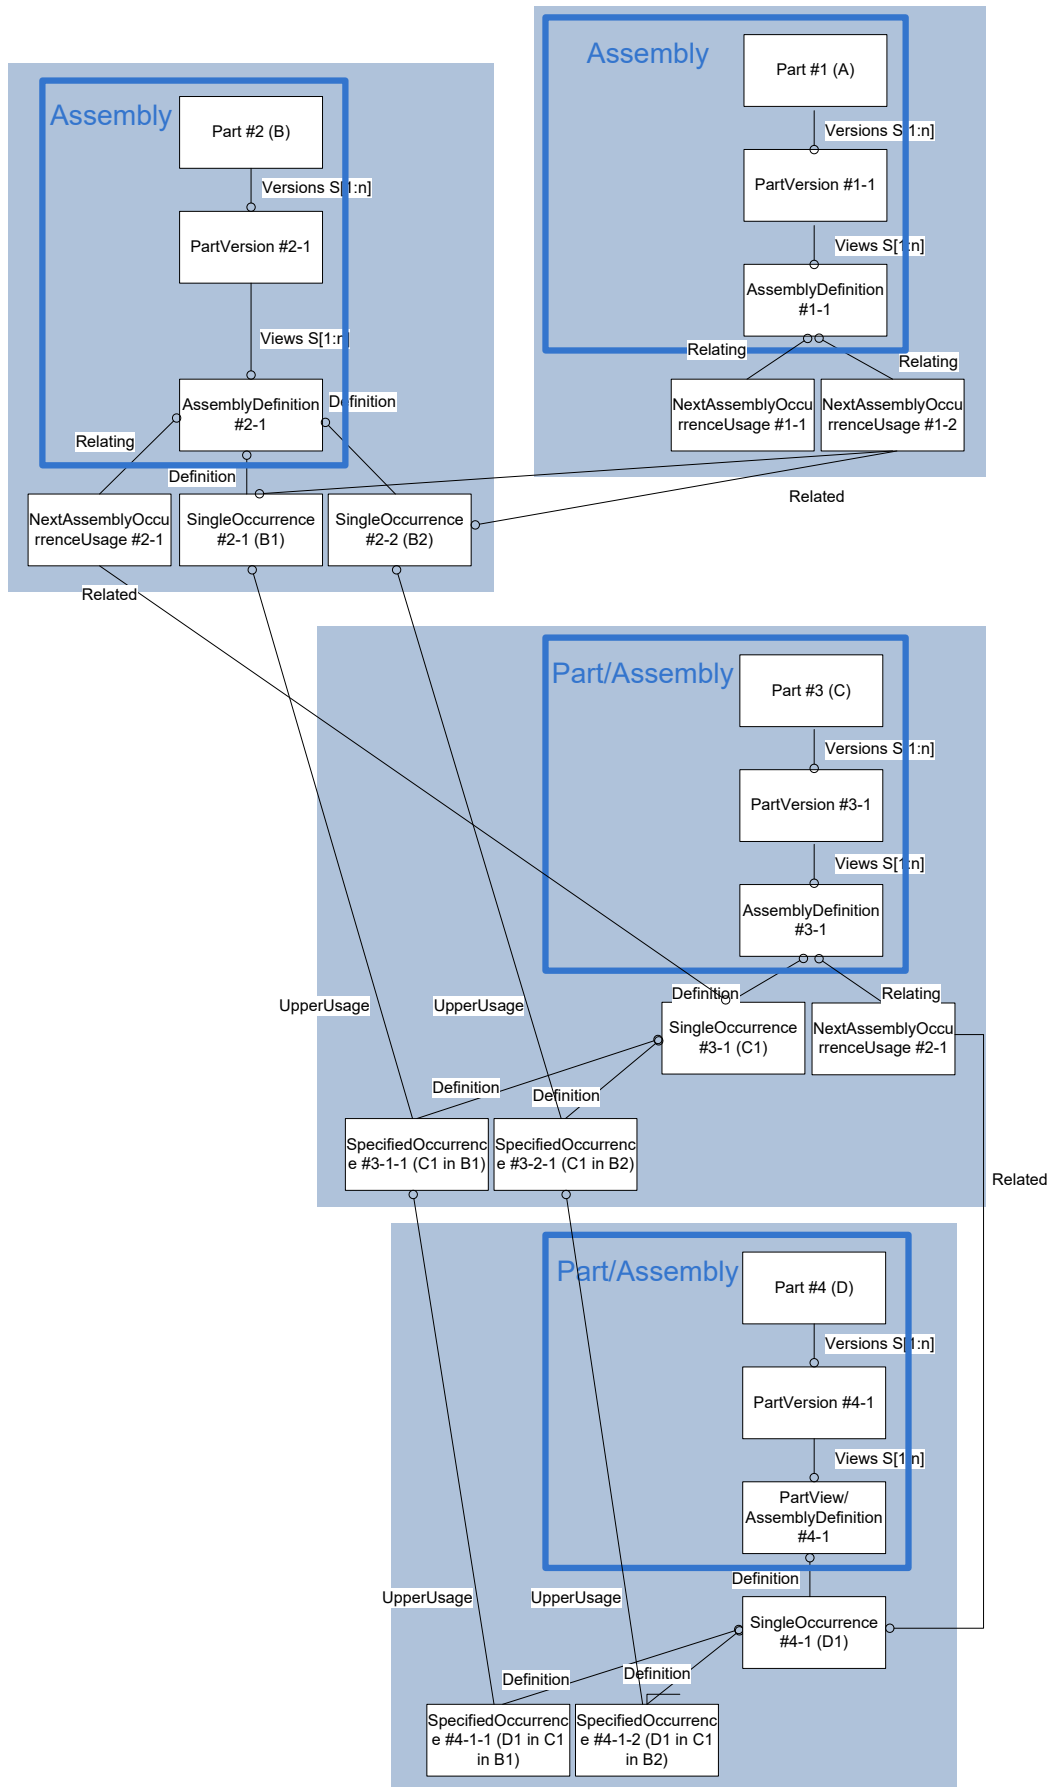 Assembly
Part #1 (A)
Versions S[1:n]
PartVersion #1-1
Views S[1:n]
AssemblyDefinition
#1-1
Relating
Relating
NextAssemblyOccu
rrenceUsage #1-1
NextAssemblyOccu
rrenceUsage #1-2
Related
Assembly
Part #2 (B)
Versions S[1:n]
PartVersion #2-1
Views S[1:n]
AssemblyDefinition
#2-1
Definition
Relating
Definition
NextAssemblyOccu
rrenceUsage #2-1
SingleOccurrence
#2-1 (B1)
SingleOccurrence
#2-2 (B2)
Related
Part/Assembly
Part #3 (C)
Versions S[1:n]
PartVersion #3-1
Views S[1:n]
AssemblyDefinition
#3-1
Definition
Relating
UpperUsage
UpperUsage
SingleOccurrence
#3-1 (C1)
NextAssemblyOccu
rrenceUsage #2-1
Definition
Definition
SpecifiedOccurrenc
e #3-1-1 (C1 in B1)
SpecifiedOccurrenc
e #3-2-1 (C1 in B2)
Related
Part/Assembly
Part #4 (D)
Versions S[1:n]
PartVersion #4-1
Views S[1:n]
PartView/
AssemblyDefinition
#4-1
Definition
UpperUsage
UpperUsage
SingleOccurrence
#4-1 (D1)
Definition
Definition
SpecifiedOccurrenc
e #4-1-1 (D1 in C1
in B1)
SpecifiedOccurrenc
e #4-1-2 (D1 in C1
in B2)